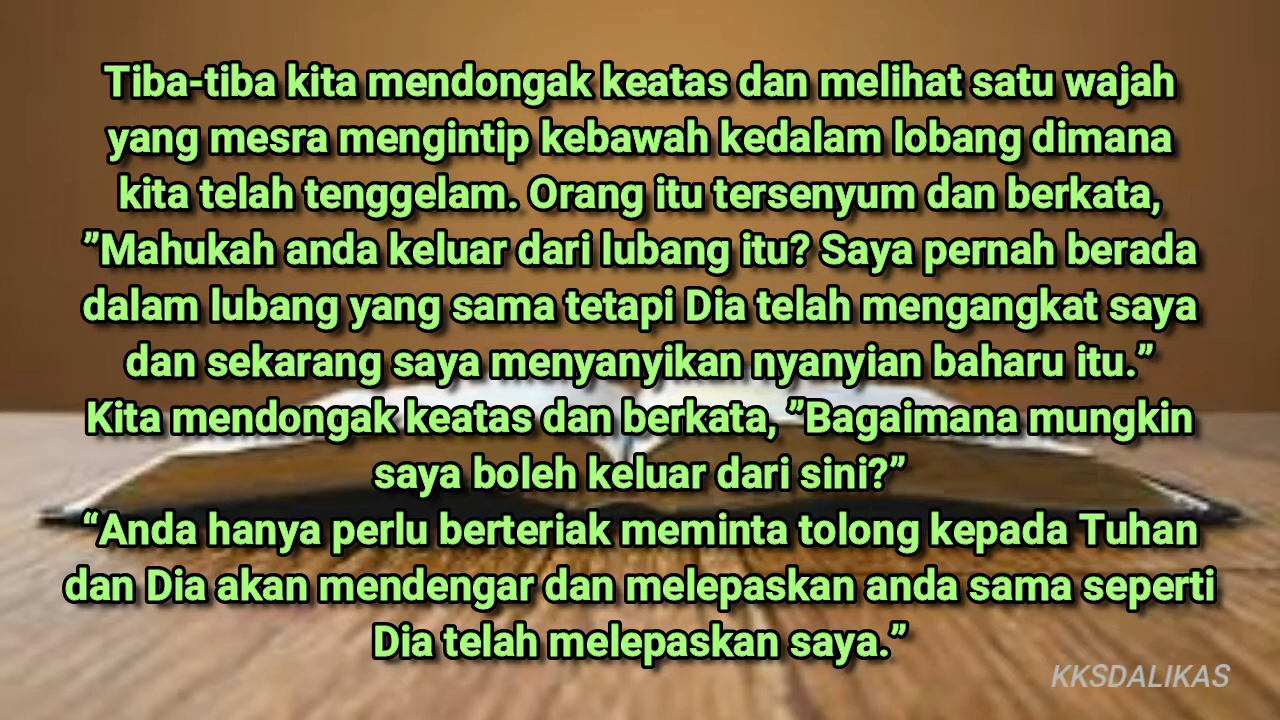 Tiba-tiba kita mendongak keatas dan melihat satu wajah
yang mesra mengintip kebawah kedalam lobang dimana
kita telah tenggelam. Orang itu tersenyum dan berkata,
”Mahukah anda keluar dari lubang itu? Saya pernah berada
dalam lubang yang sama tetapi Dia telah mengangkat saya
dan sekarang saya menyanyikan nyanyian baharu itu.”
Kita mendongak keatas dan berkata, ”Bagaimana mungkin
saya boleh keluar dari sini?”
“Anda hanya perlu berteriak meminta tolong kepada Tuhan
dan Dia akan mendengar dan melepaskan anda sama seperti
Dia telah melepaskan saya.”
KKSDALIKAS